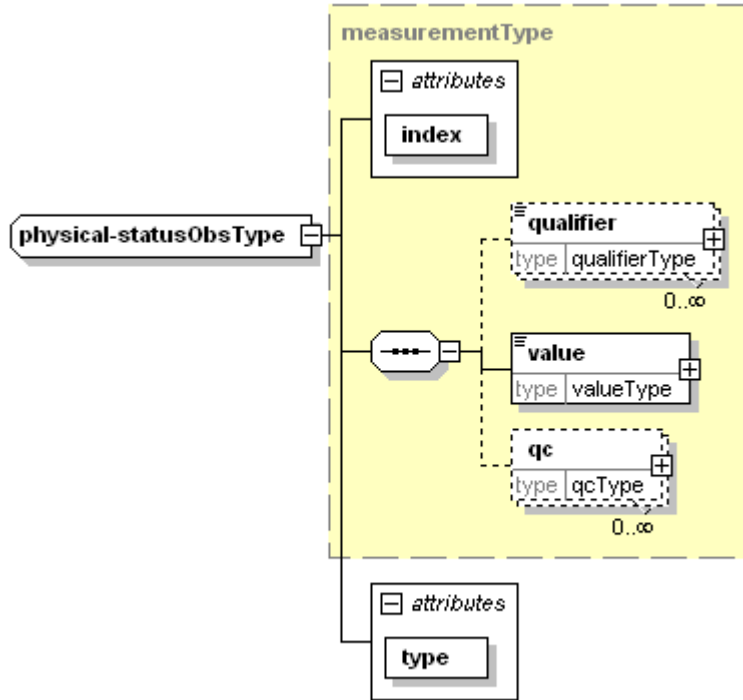 measurementType
attributes
index
physical-statusObsType
qualifier
type qualifierType
0..∞
value
type valueType
qc
type qcType
0..∞
attributes
type